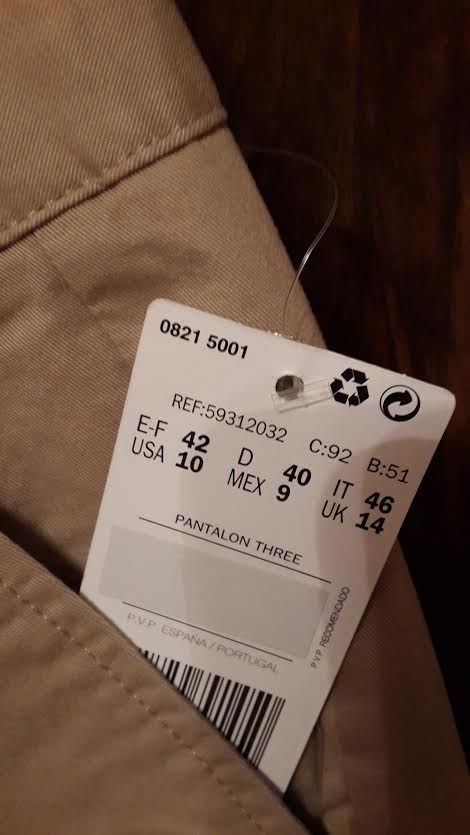 0821 5001
REF:59312032 C:92 B:51
E-F 42 D 40 IT 46
USA 10 MEX 9 UK 14
PANTALON THREE
P.V.P. ESPAÑA / PORTUGAL
P.V.P. RECOMENDADO